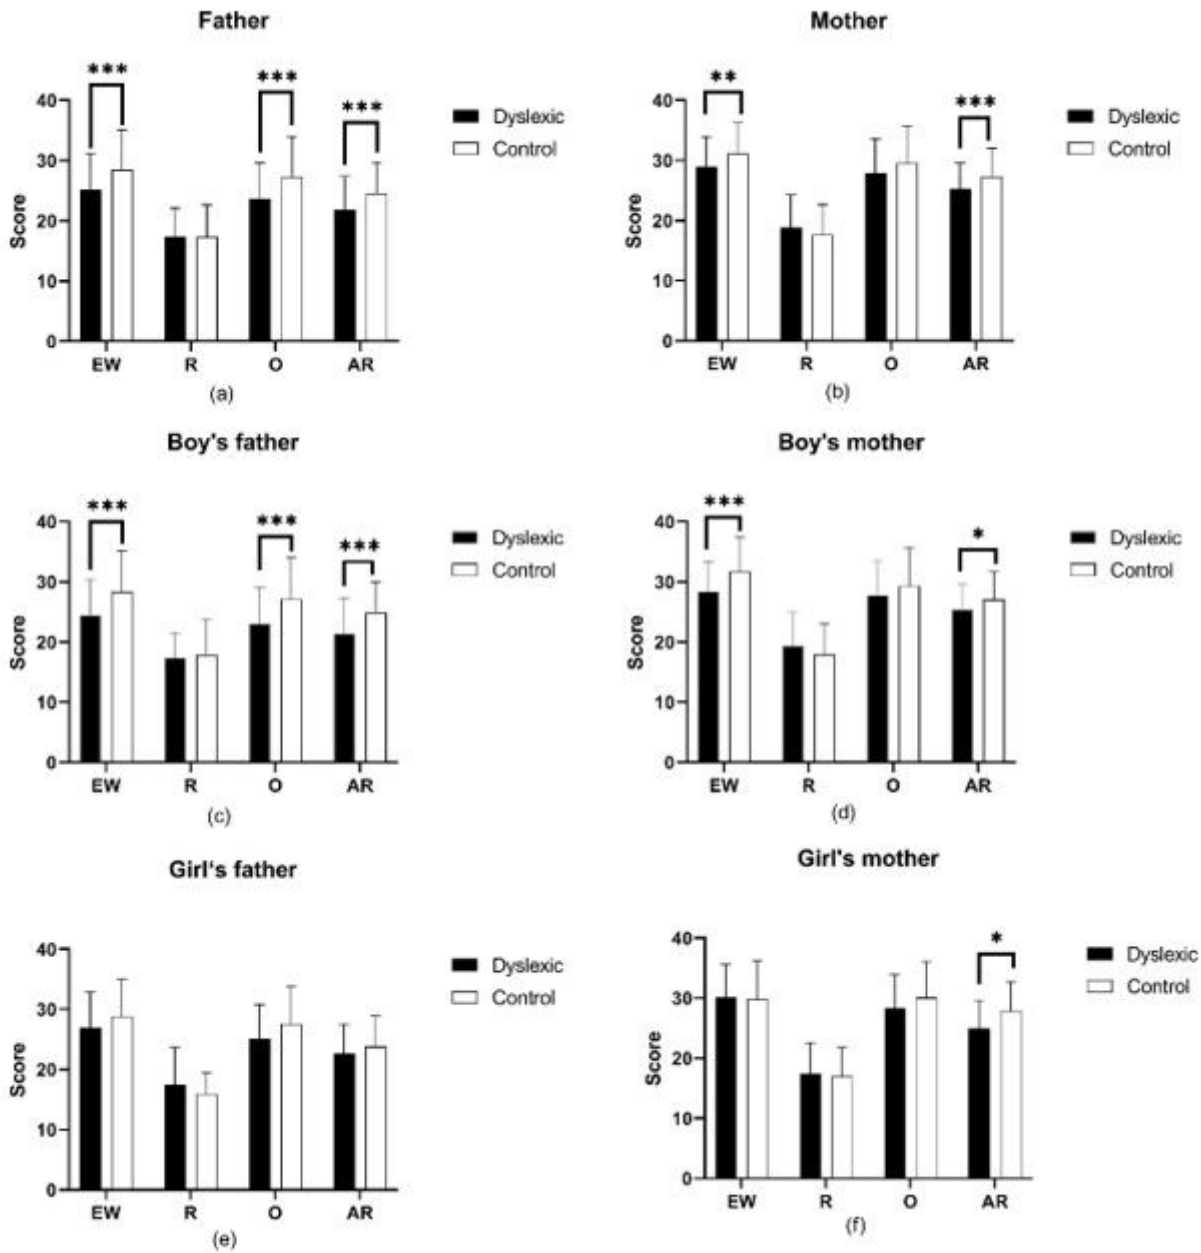 Father
***
***
***
40
30
20
10
0
Score
EW
R
O
AR
Dyslexic
Control
(a)
Mother
**
***
40
30
20
10
0
Score
EW
R
O
AR
Dyslexic
Control
(b)
Boy's father
***
***
***
40
30
20
10
0
Score
EW
R
O
AR
Dyslexic
Control
(c)
Boy's mother
***
*
40
30
20
10
0
Score
EW
R
O
AR
Dyslexic
Control
(d)
Girl‘s father
40
30
20
10
0
Score
EW
R
O
AR
Dyslexic
Control
(e)
Girl's mother
*
40
30
20
10
0
Score
EW
R
O
AR
Dyslexic
Control
(f)